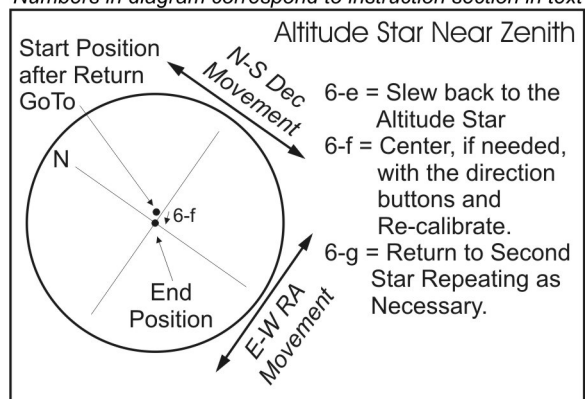 Numbers in diagram correspond to instruction section in text
Altitude Star Near Zenith
Start Position
after Return
GoTo
N-S Dec
Movement
N
6-f
End
Position
E-W RA
Movement
6-e = Slew back to the
Altitude Star
6-f = Center, if needed,
with the direction
buttons and
Re-calibrate.
6-g = Return to Second
Star Repeating as
Necessary.